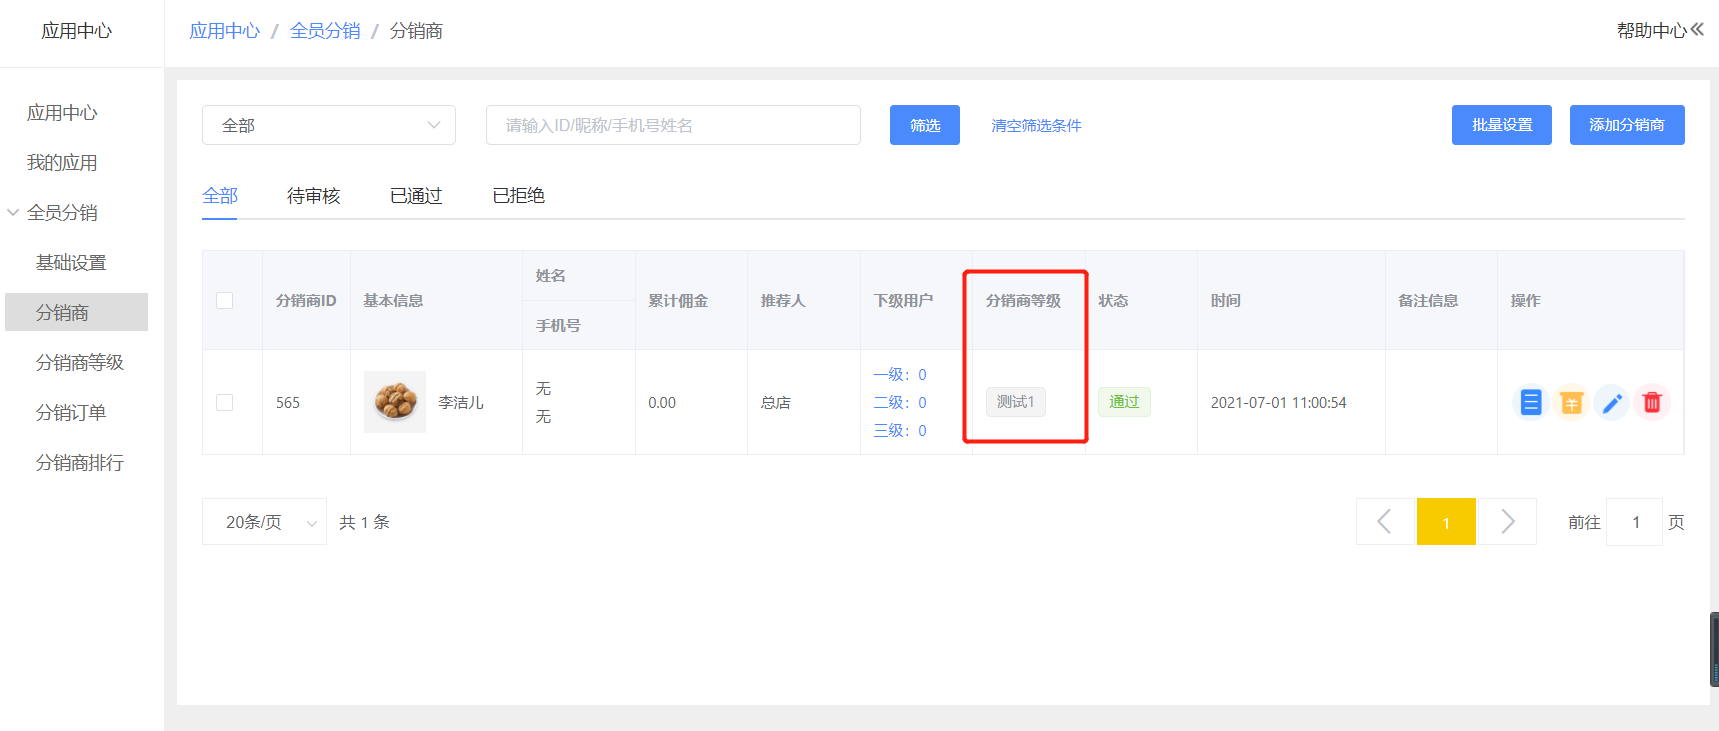 应用中心
应用中心 / 全员分销 / 分销商
帮助中心
应用中心
我的应用
全员分销
基础设置
分销商
分销商等级
分销订单
分销商排行
全部
请输入ID/昵称/手机号姓名
筛选
清空筛选条件
批量设置
添加分销商
全部
待审核
已通过
已拒绝
分销商ID
基本信息
姓名
手机号
累计佣金
推荐人
下级用户
分销商等级
状态
时间
备注信息
操作
565
李洁儿
无
无
0.00
总店
一级：0
二级：0
三级：0
测试1
通过
2021-07-01 11:00:54
20条/页
共 1 条
1
前往 1 页